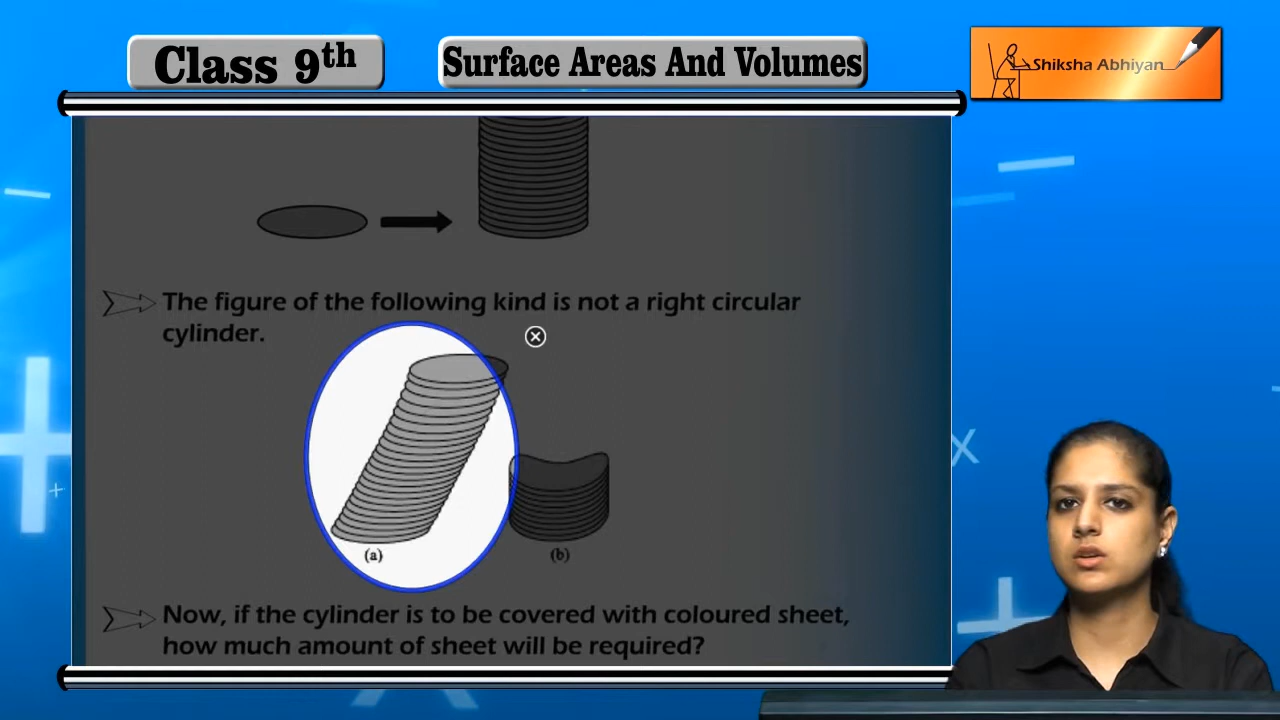 Class 9th
Surface Areas And Volumes
Shiksha Abhiyan
The figure of the following kind is not a right circular
cylinder.
(a)
(b)
Now, if the cylinder is to be covered with coloured sheet,
how much amount of sheet will be required?